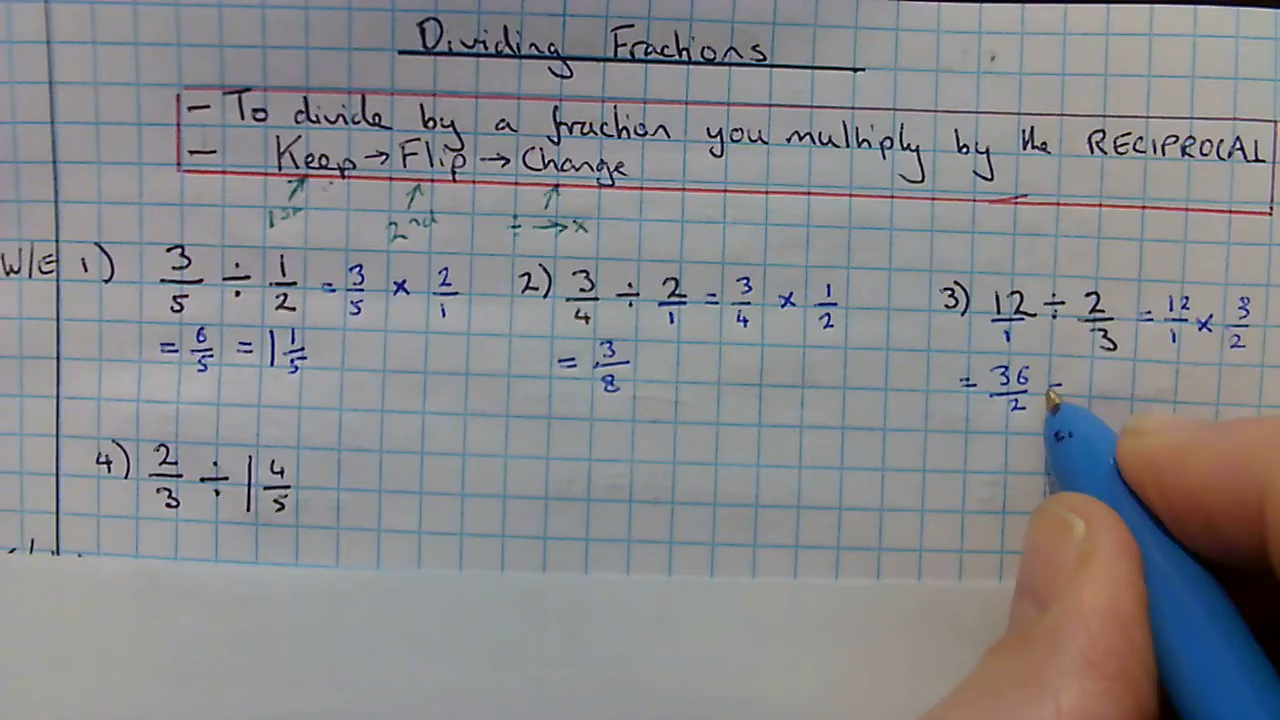 Dividing Fractions
- To divide by a fraction you multiply by the RECIPROCAL
- Keep → Flip → Change
1st 2nd ÷ → ×
W/E 1) 3/5 ÷ 1/2 = 3/5 × 2/1 2) 3/4 ÷ 2/1 = 3/4 × 1/2 3) 12/1 ÷ 2/3 = 12/1 × 3/2
= 6/5 = 1 1/5 = 3/8 = 36/2 =
4) 2/3 ÷ 1 4/5